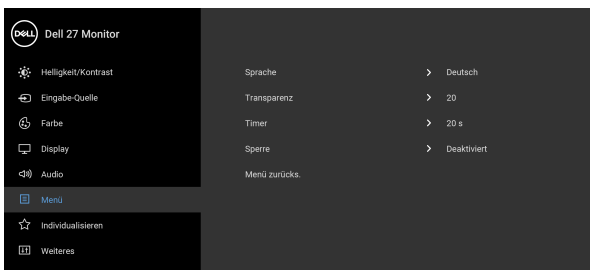 DELL Dell 27 Monitor
Helligkeit/Kontrast
Eingabe-Quelle
Farbe
Display
Audio
Menü
Individualisieren
Weiteres
Sprache > Deutsch
Transparenz > 20
Timer > 20 s
Sperre > Deaktiviert
Menü zurücks.